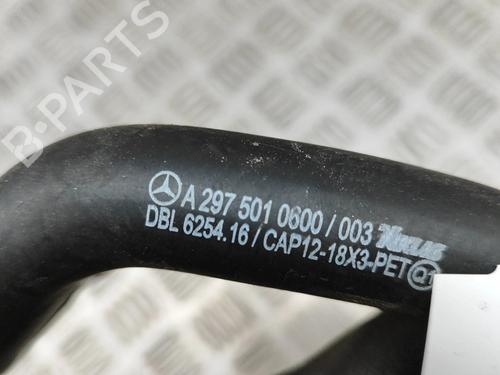 B-PARTS
A 297 501 0600 / 003
DBL 6254.16 / CAP12-18X3-PET